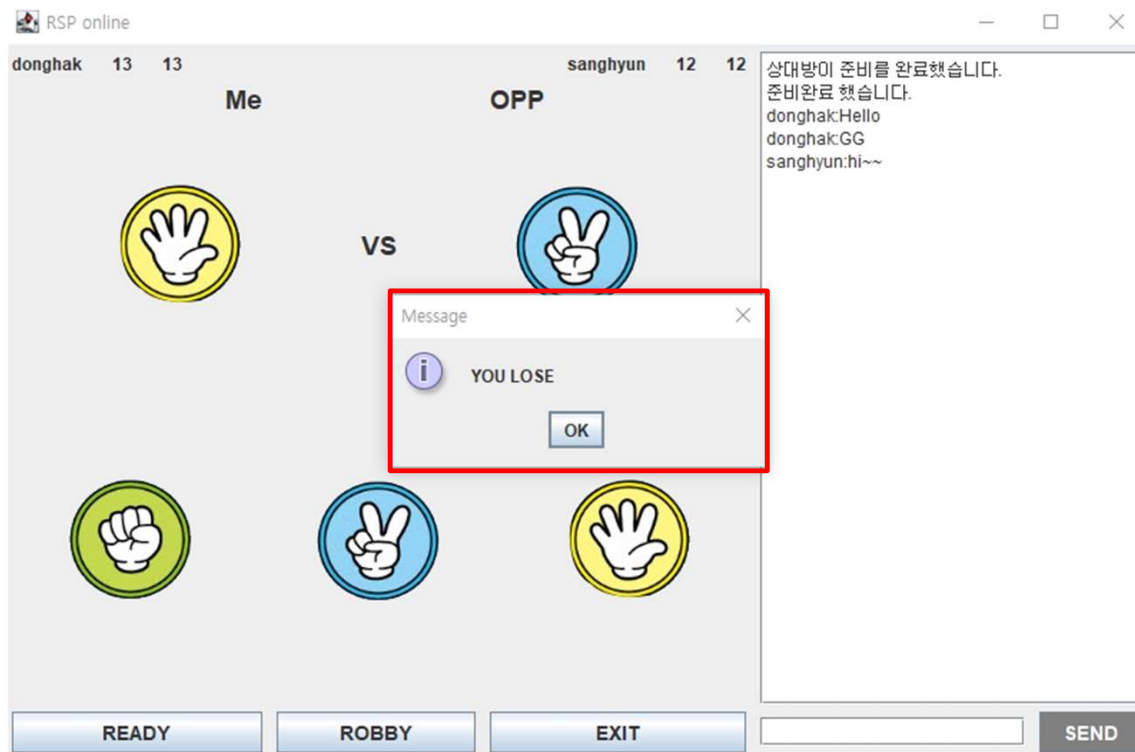 RSP online
donghak 13 13 sanghyun 12 12
Me OPP
VS
Message
i
YOU LOSE
OK
READY ROBBY EXIT
상대방이 준비를 완료했습니다.
준비완료 했습니다.
donghak:Hello
donghak:GG
sanghyun:hi~~
SEND